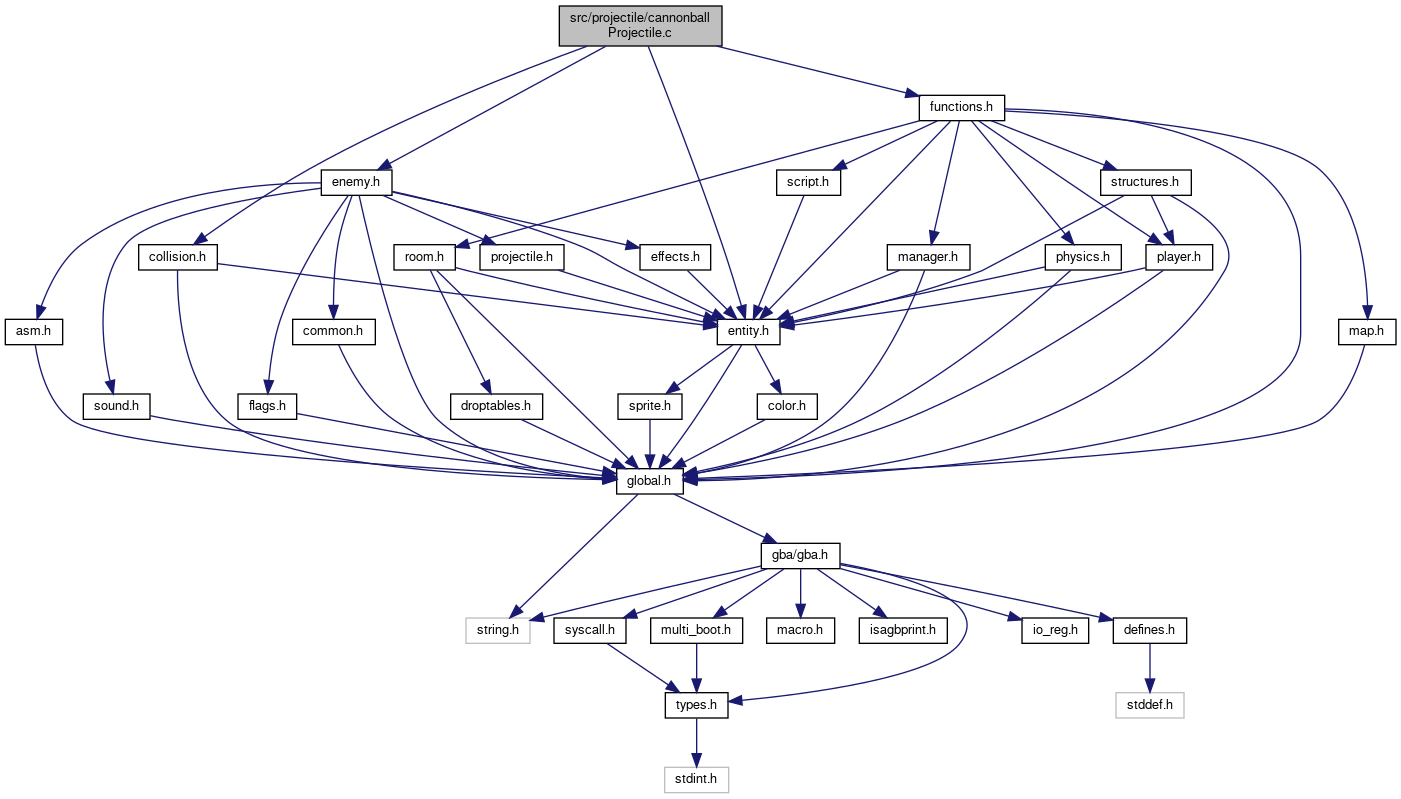 src/projectile/cannonball
Projectile.c
functions.h
enemy.h
script.h
structures.h
collision.h
room.h
projectile.h
effects.h
manager.h
physics.h
player.h
asm.h
common.h
entity.h
map.h
sound.h
flags.h
droptables.h
sprite.h
color.h
global.h
gba/gba.h
string.h
syscall.h
multi_boot.h
macro.h
isagbprint.h
io_reg.h
defines.h
types.h
stddef.h
stdint.h